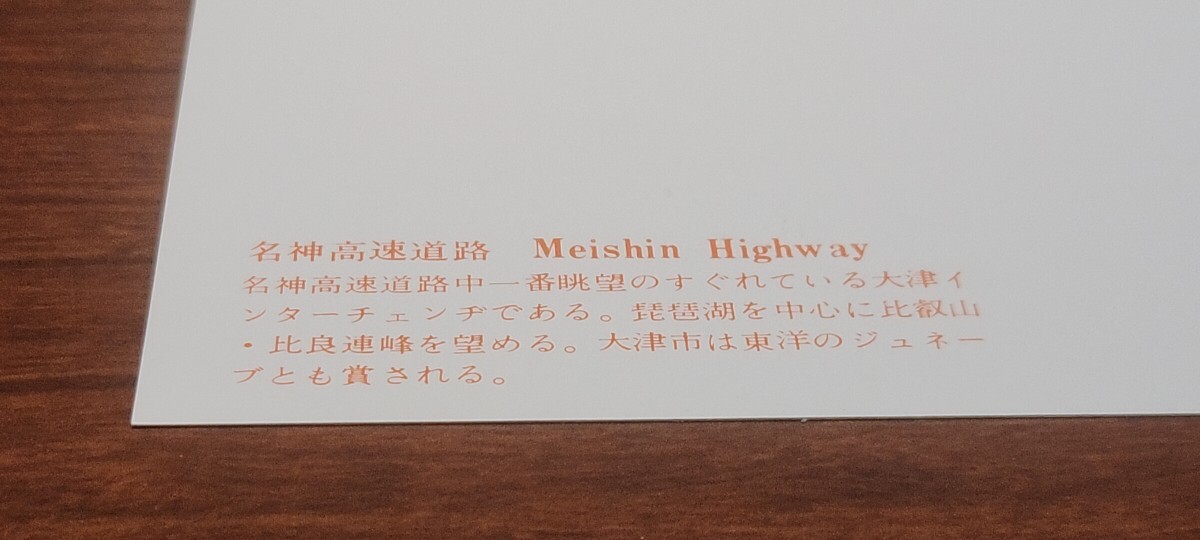 名神高速道路 Meishin Highway
名神高速道路中一番眺望のすぐれている大津イ
ンターチェンヂである。琵琶湖を中心に比叡山
・比良連峰を望める。大津市は東洋のジュネー
ブとも賞される。